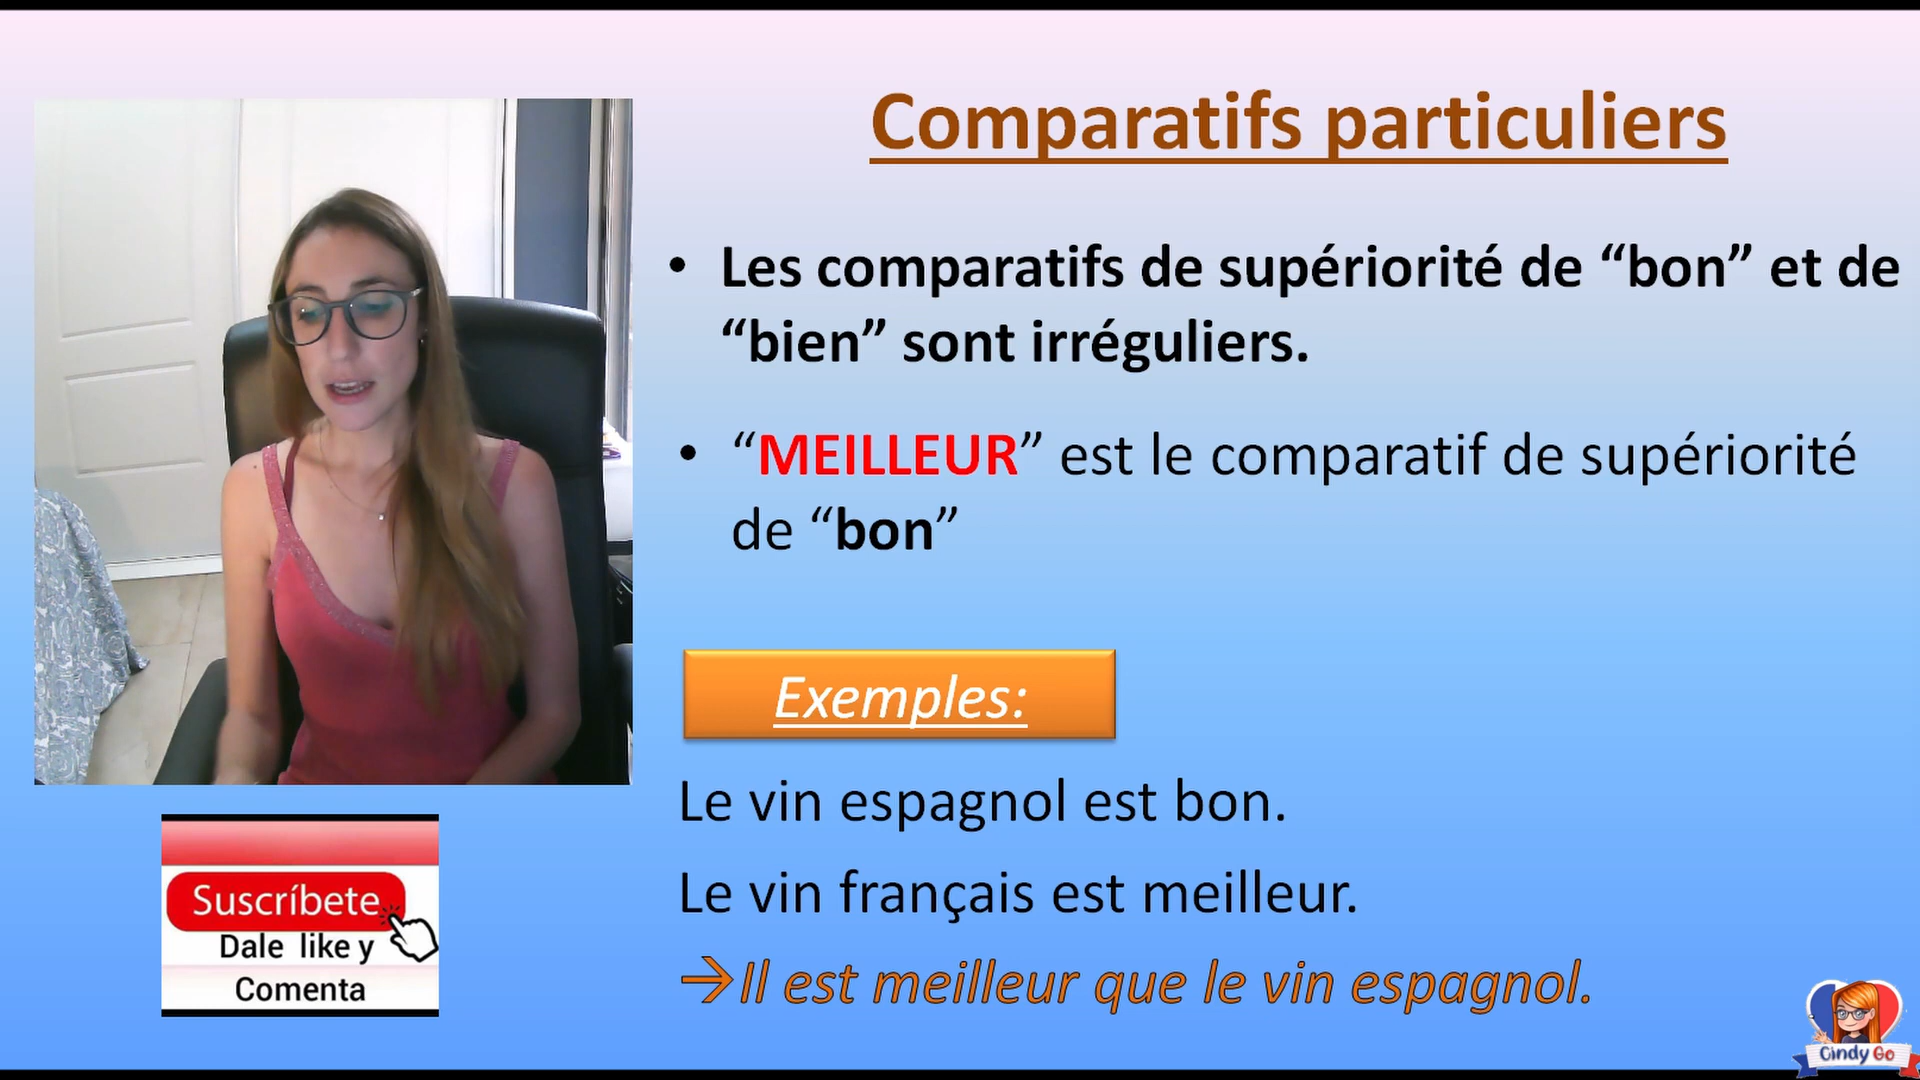 Comparatifs particuliers
• Les comparatifs de supériorité de “bon” et de
“bien” sont irréguliers.
• “MEILLEUR” est le comparatif de supériorité
de “bon”
Exemples:
Le vin espagnol est bon.
Le vin français est meilleur.
→Il est meilleur que le vin espagnol.
Suscríbete
Dale like y
Comenta
Cindy Go